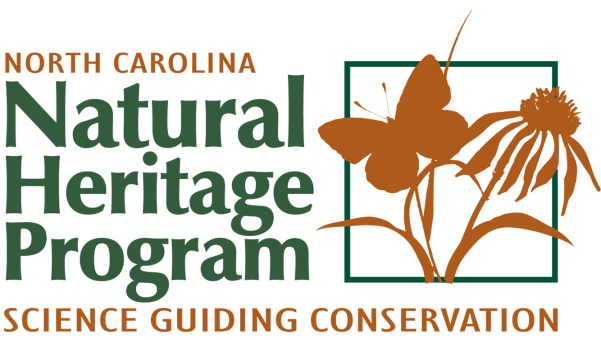 NORTH CAROLINA
Natural
Heritage
Program
SCIENCE GUIDING CONSERVATION